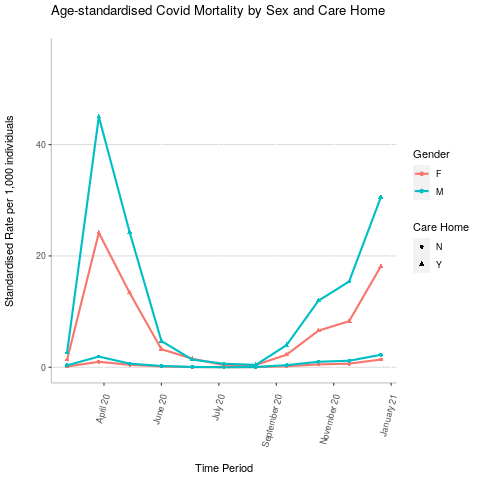 Age-standardised Covid Mortality by Sex and Care Home
Standardised Rate per 1,000 individuals
40
20
0
April 20
June 20
July 20
September 20
November 20
January 21
Time Period
Gender
F
M
Care Home
N
Y